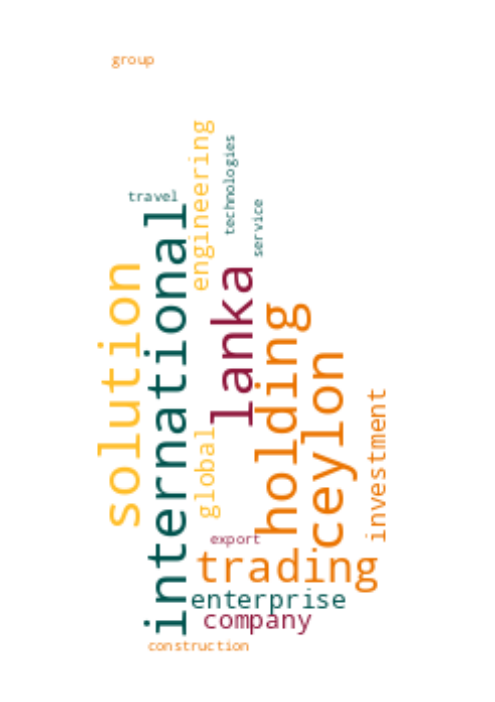 group
engineering
technologies
travel
service
international
solution
lanka
holding
ceylon
investment
global
export
trading
enterprise
company
construction